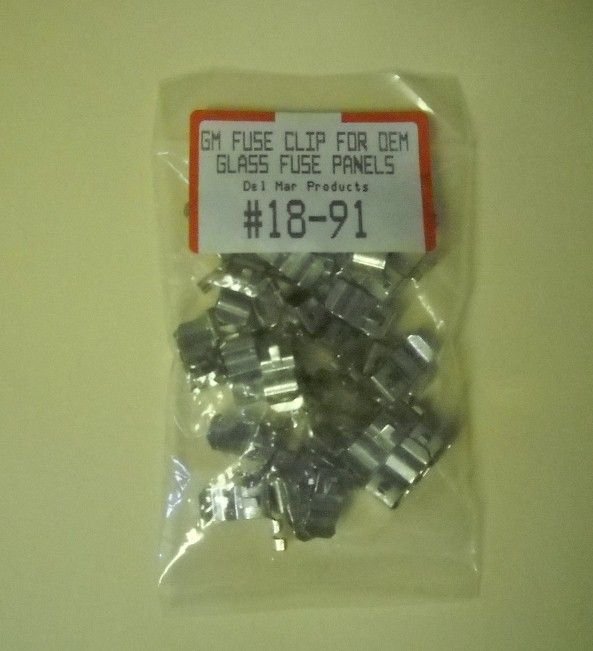 GM FUSE CLIP FOR OEM
GLASS FUSE PANELS
Del Mar Products
#18-91